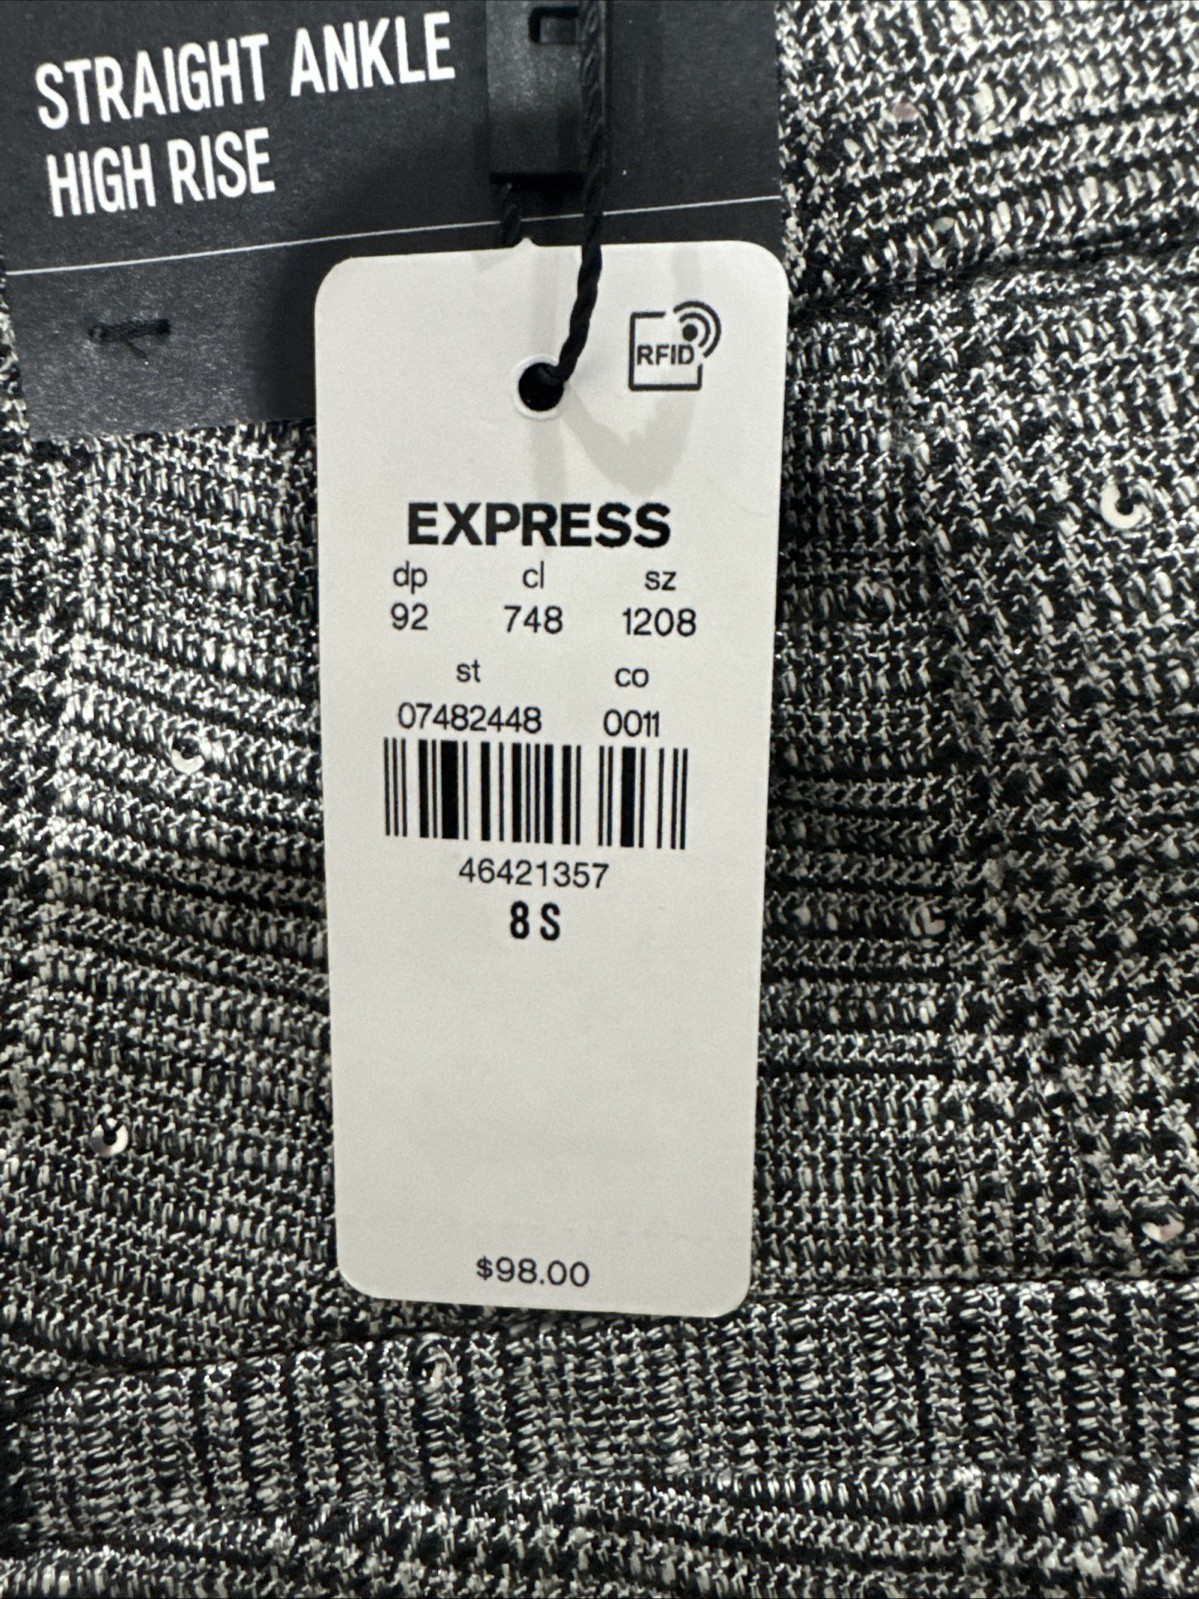 STRAIGHT ANKLE
HIGH RISE
RFID
EXPRESS
dp cl sz
92 748 1208
st co
07482448 0011
46421357
8 S
$98.00